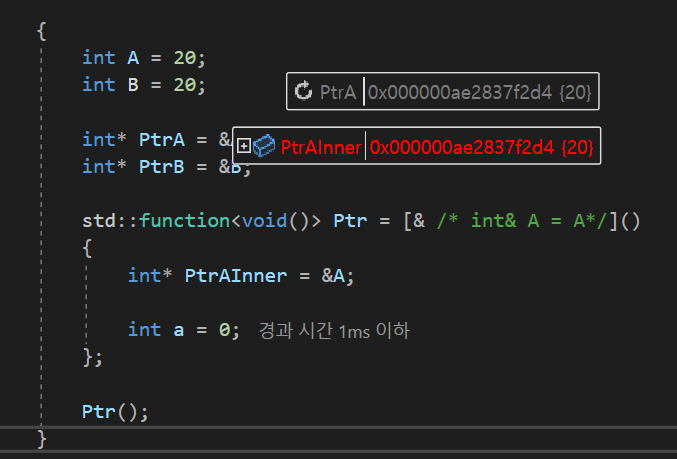 {
int A = 20;
int B = 20;
PtrA 0x000000ae2837f2d4 {20}
int* PtrA = &
PtrAInner 0x000000ae2837f2d4 {20}
int* PtrB = &B;
std::function<void()> Ptr = [& /* int& A = A*/]()
{
int* PtrAInner = &A;
int a = 0; 경과 시간 1ms 이하
};
Ptr();
}